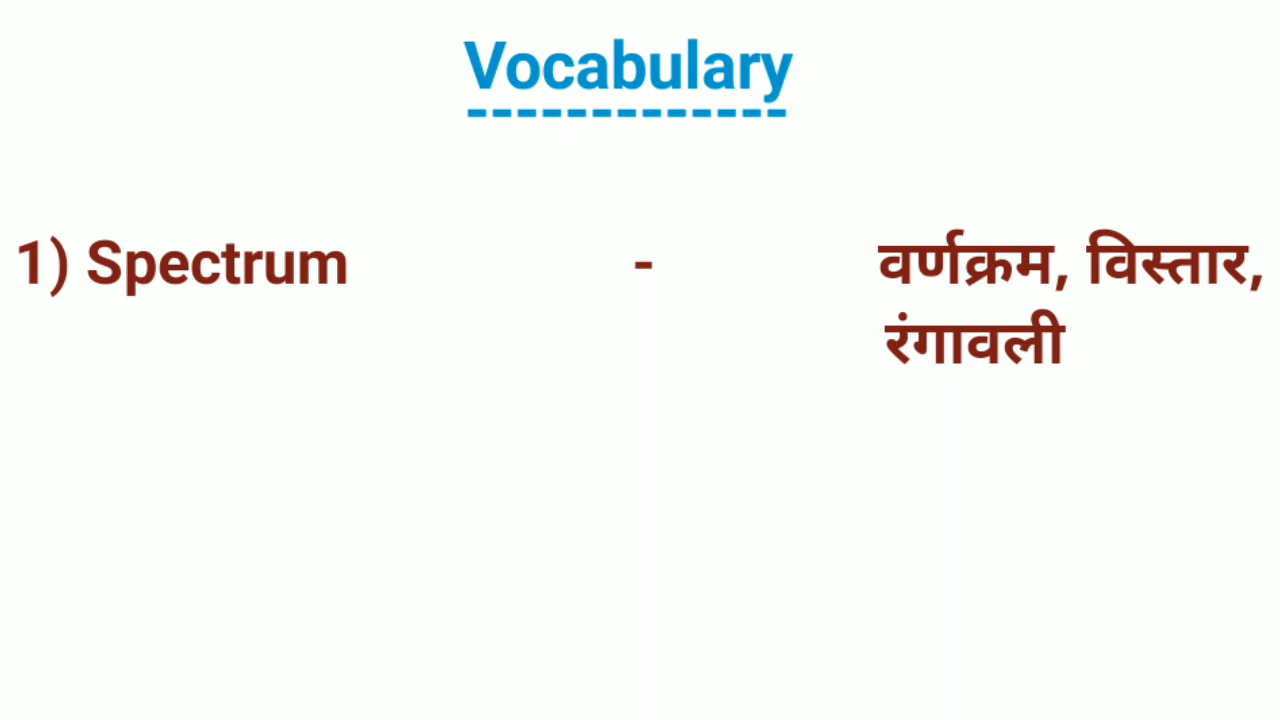 Vocabulary
-------------
1) Spectrum - वर्णक्रम, विस्तार,
रंगावली